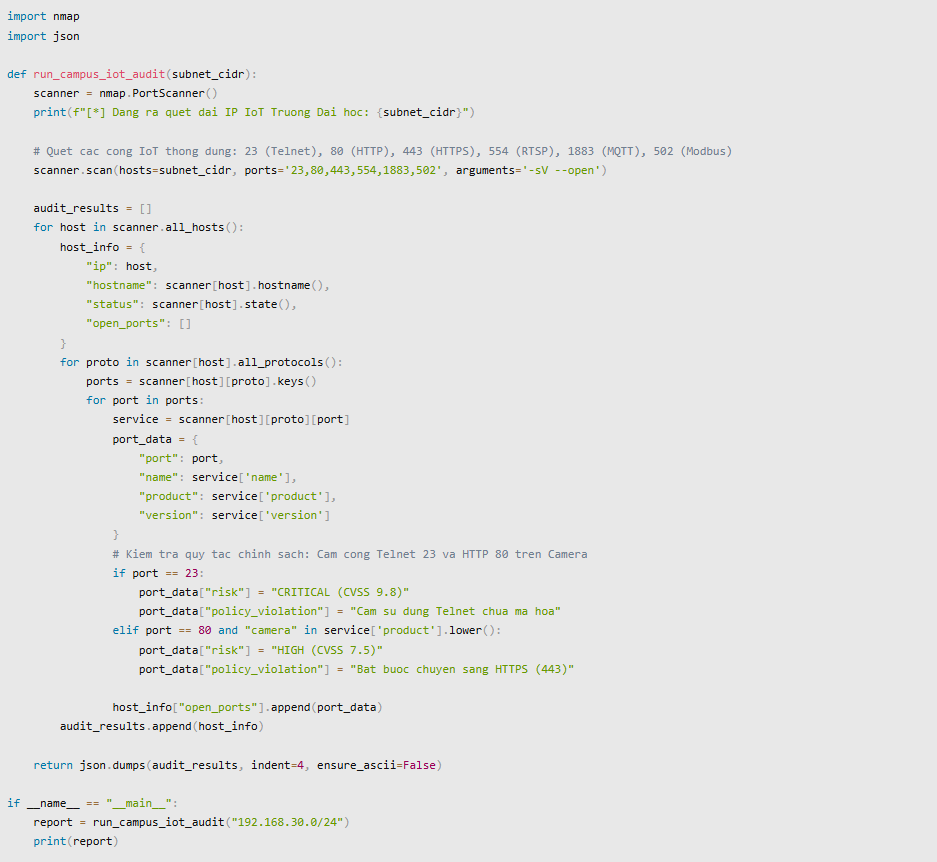 import nmap
import json
def run_campus_iot_audit(subnet_cidr):
    scanner = nmap.PortScanner()
    print(f"[*] Dang ra quet dai IP IoT Truong Dai hoc: {subnet_cidr}")
    # Quet cac cong IoT thong dung: 23 (Telnet), 80 (HTTP), 443 (HTTPS), 554 (RTSP), 1883 (MQTT), 502 (Modbus)
    scanner.scan(hosts=subnet_cidr, ports='23,80,443,554,1883,502', arguments='-sV --open')
    audit_results = []
    for host in scanner.all_hosts():
        host_info = {
            "ip": host,
            "hostname": scanner[host].hostname(),
            "status": scanner[host].state(),
            "open_ports": []
        }
        for proto in scanner[host].all_protocols():
            ports = scanner[host][proto].keys()
            for port in ports:
                service = scanner[host][proto][port]
                port_data = {
                    "port": port,
                    "name": service['name'],
                    "product": service['product'],
                    "version": service['version']
                }
                # Kiem tra quy tac chinh sach: Cam cong Telnet 23 va HTTP 80 tren Camera
                if port == 23:
                    port_data["risk"] = "CRITICAL (CVSS 9.8)"
                    port_data["policy_violation"] = "Cam su dung Telnet chua ma hoa"
                elif port == 80 and "camera" in service['product'].lower():
                    port_data["risk"] = "HIGH (CVSS 7.5)"
                    port_data["policy_violation"] = "Bat buoc chuyen sang HTTPS (443)"
                host_info["open_ports"].append(port_data)
        audit_results.append(host_info)
    return json.dumps(audit_results, indent=4, ensure_ascii=False)
if __name__ == "__main__":
    report = run_campus_iot_audit("192.168.30.0/24")
    print(report)